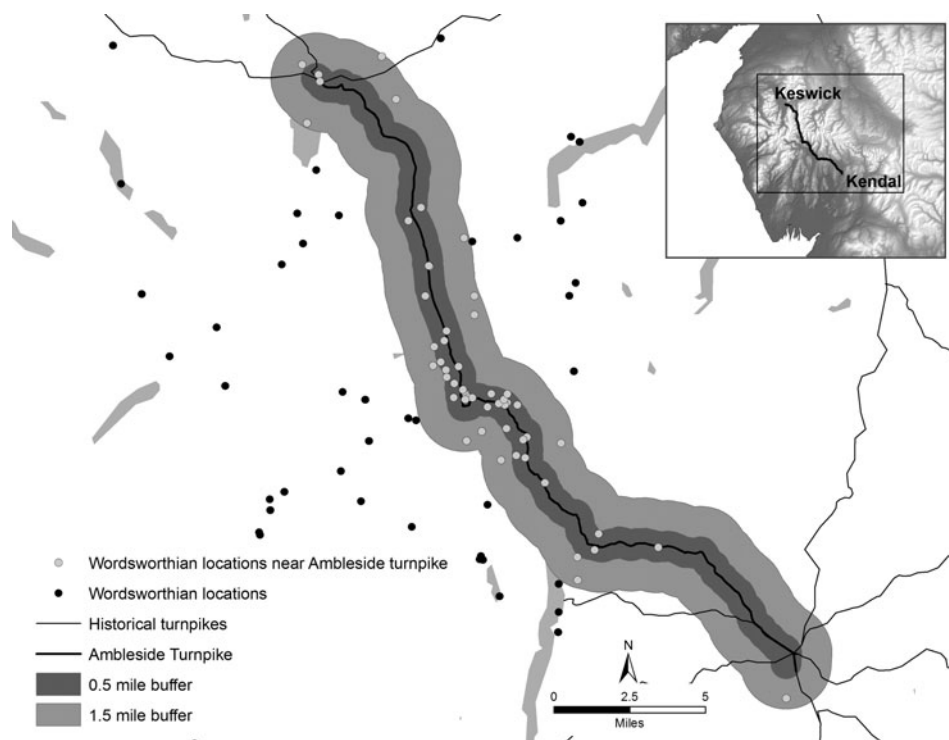 Keswick
Kendal
Wordsworthian locations near Ambleside turnpike
Wordsworthian locations
Historical turnpikes
Ambleside Turnpike
0.5 mile buffer
1.5 mile buffer
N
0 2.5 5
Miles